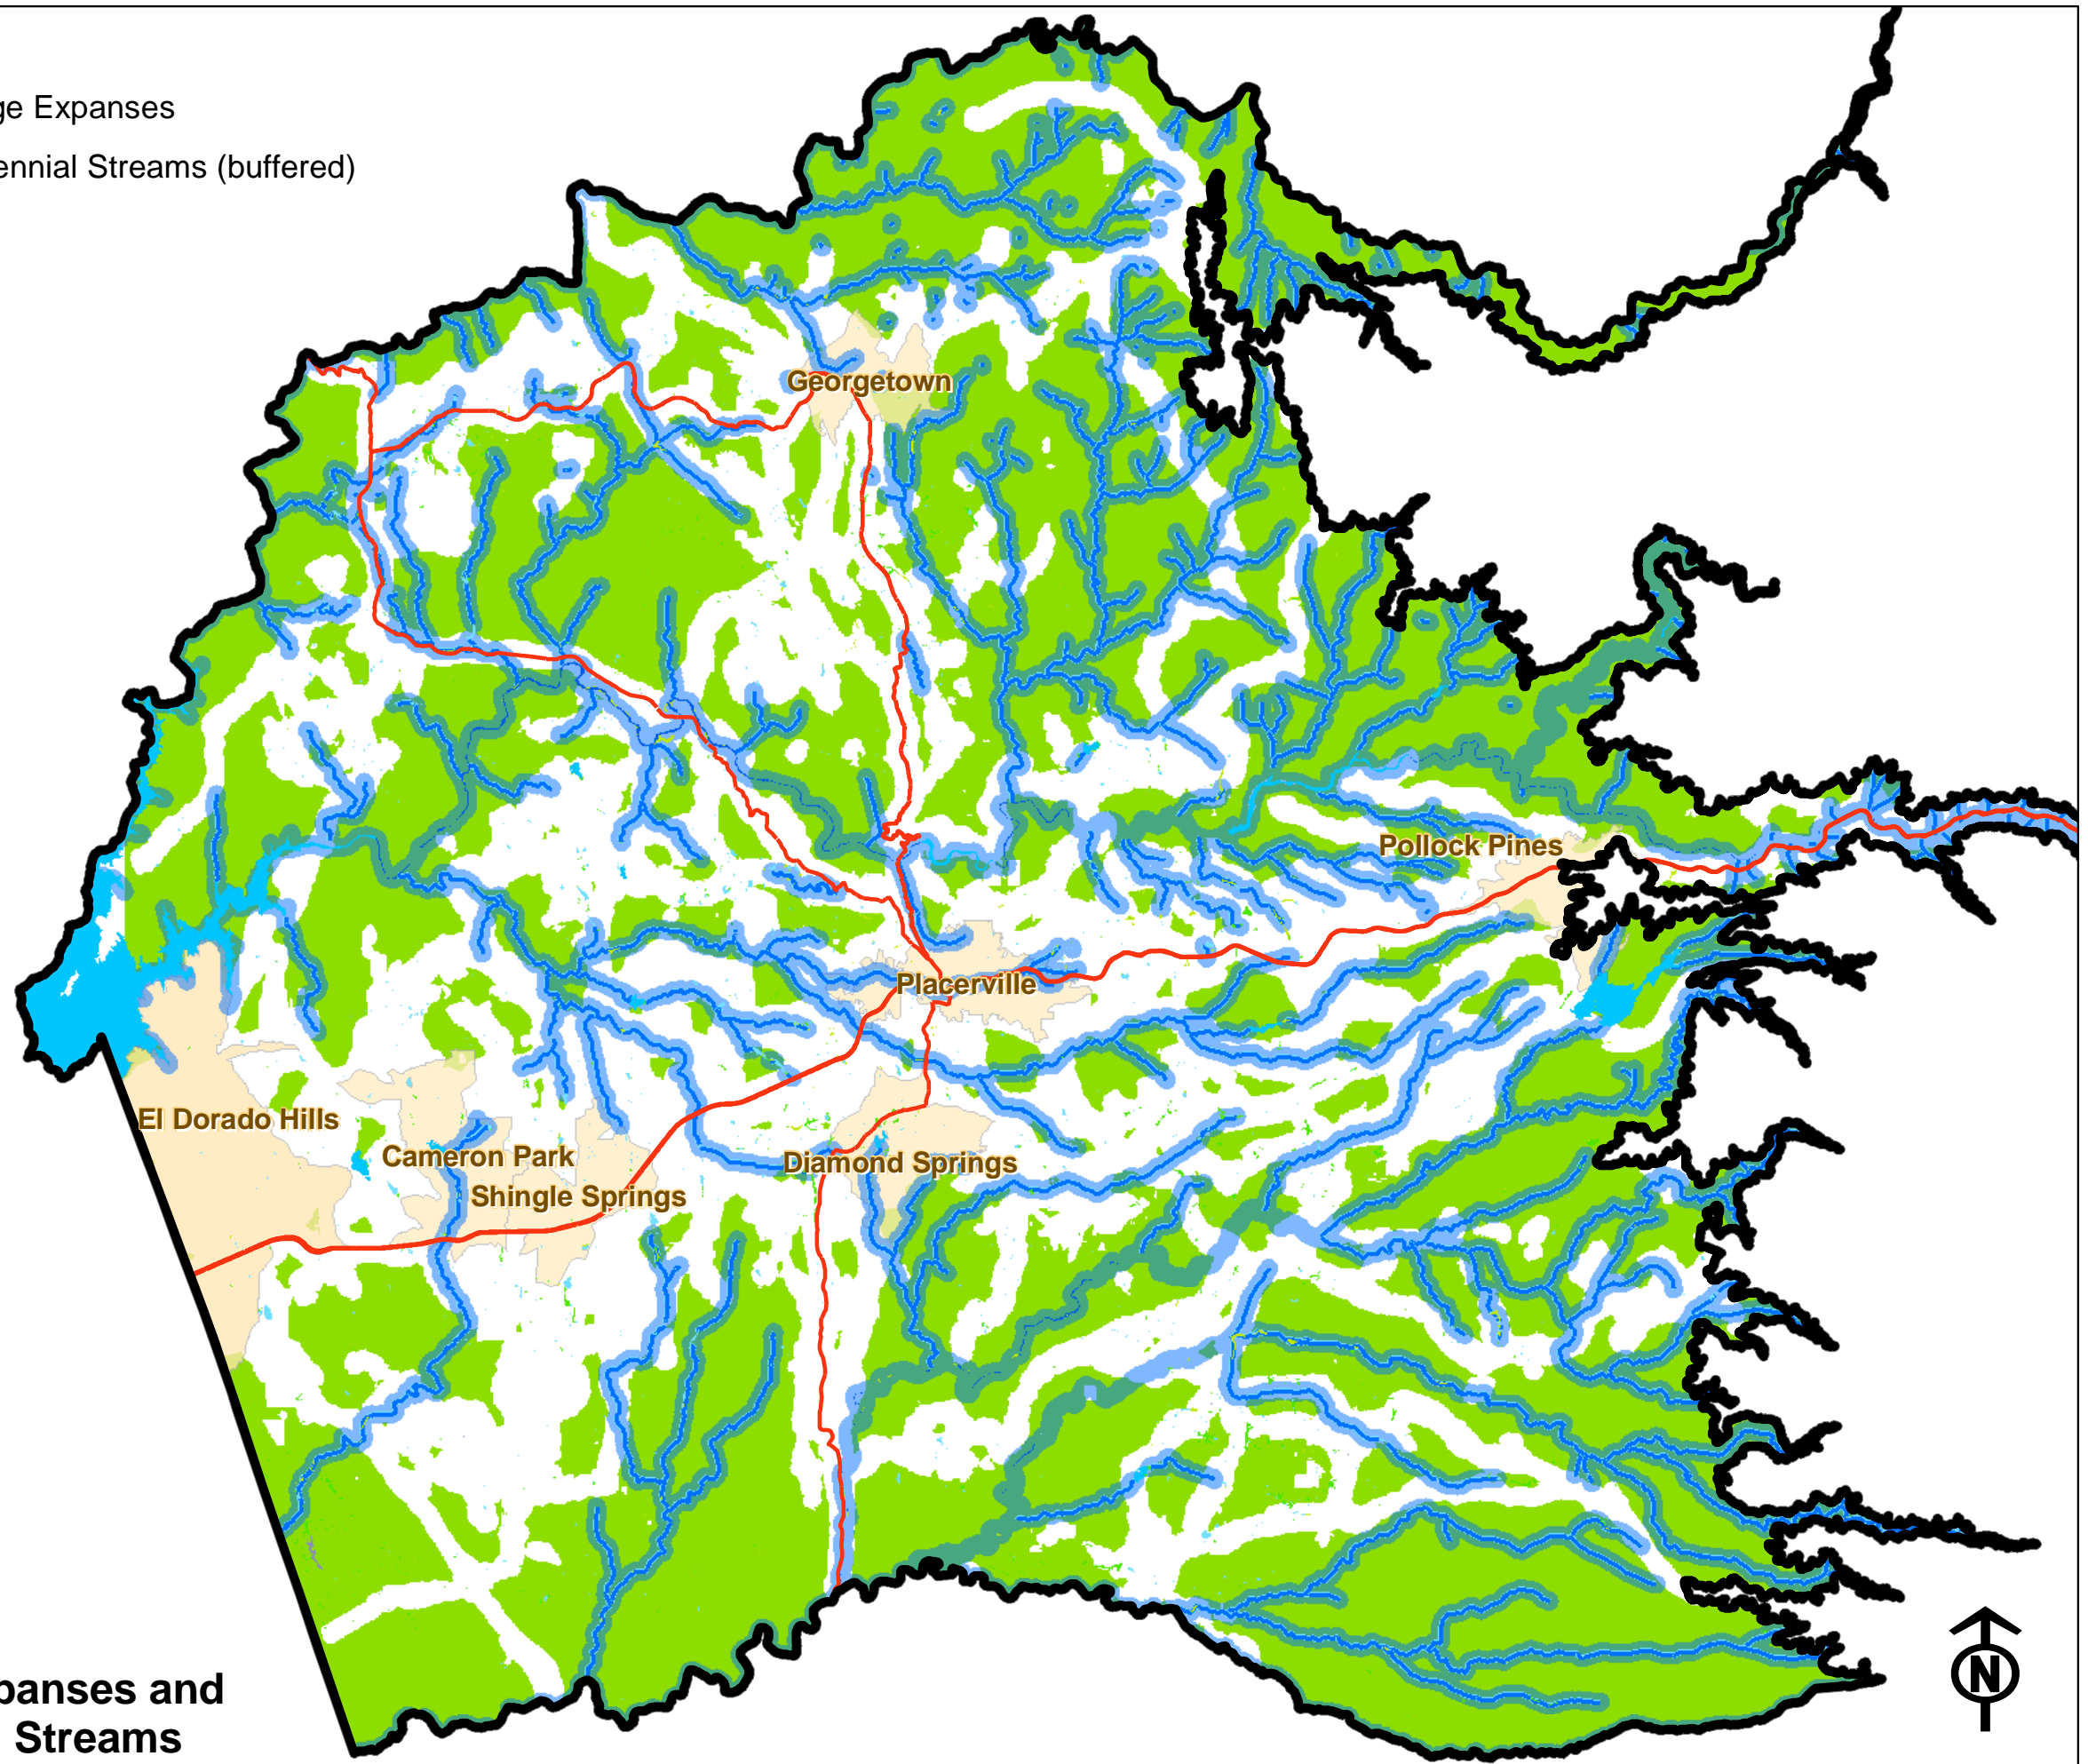 ge Expanses
ennial Streams (buffered)
Georgetown
Pollock Pines
Placerville
El Dorado Hills
Cameron Park
Diamond Springs
Shingle Springs
panses and
Streams
N